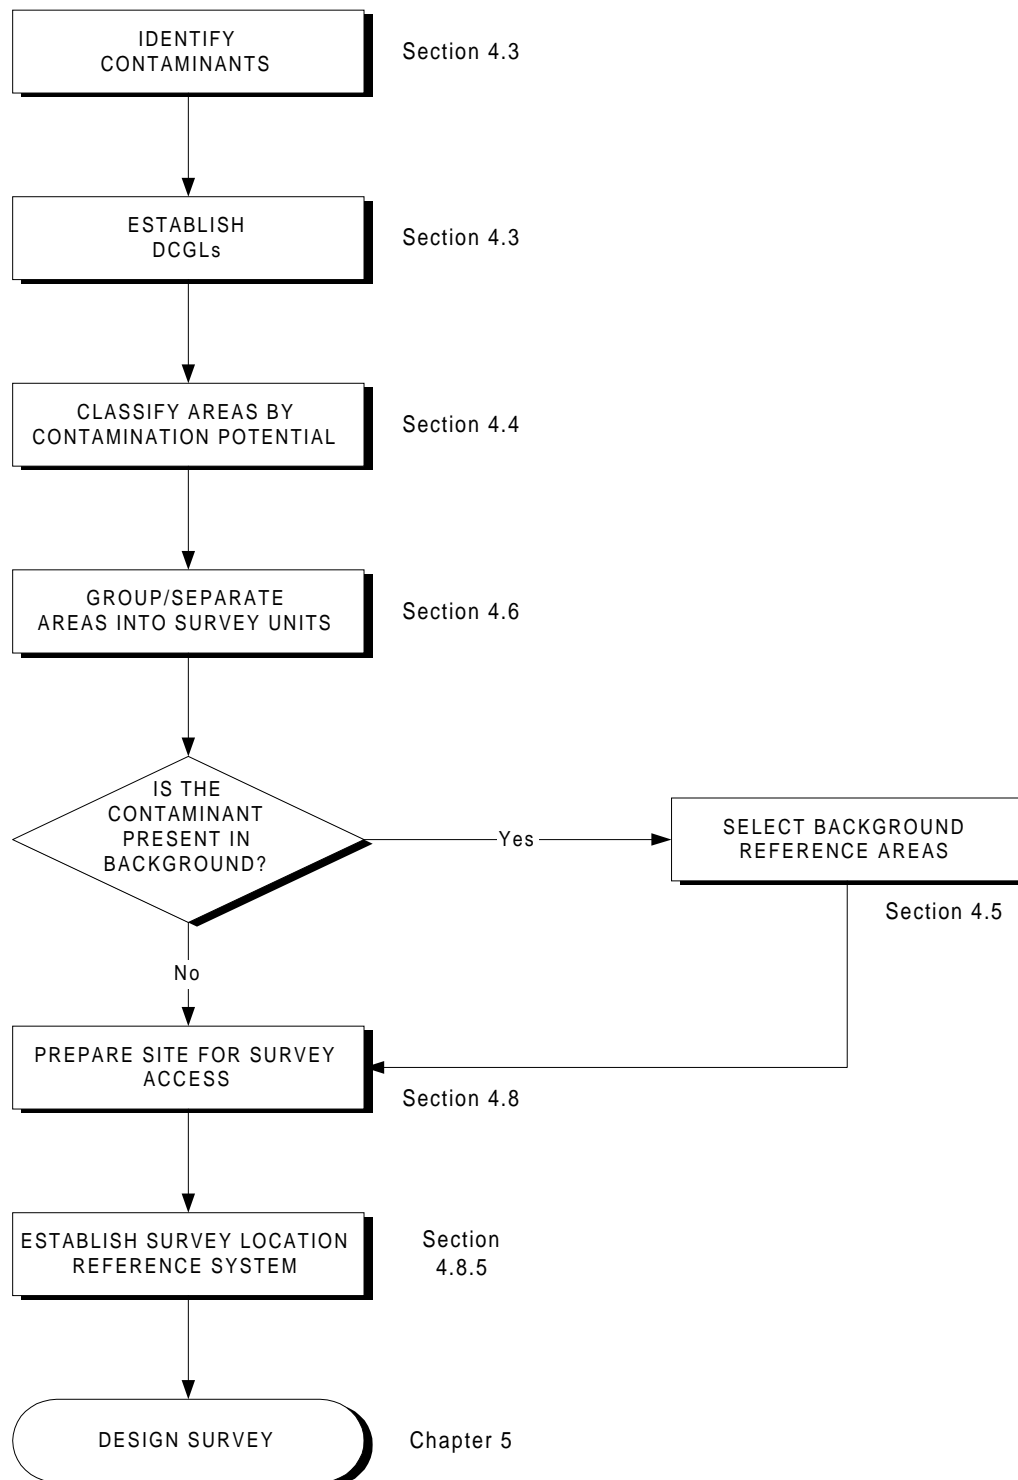 IDENTIFY
CONTAMINANTS
Section 4.3
ESTABLISH
DCGLs
Section 4.3
CLASSIFY AREAS BY
CONTAMINATION POTENTIAL
Section 4.4
GROUP/SEPARATE
AREAS INTO SURVEY UNITS
Section 4.6
IS THE
CONTAMINANT
PRESENT IN
BACKGROUND?
Yes
SELECT BACKGROUND
REFERENCE AREAS
Section 4.5
No
PREPARE SITE FOR SURVEY
ACCESS
Section 4.8
ESTABLISH SURVEY LOCATION
REFERENCE SYSTEM
Section
4.8.5
DESIGN SURVEY
Chapter 5